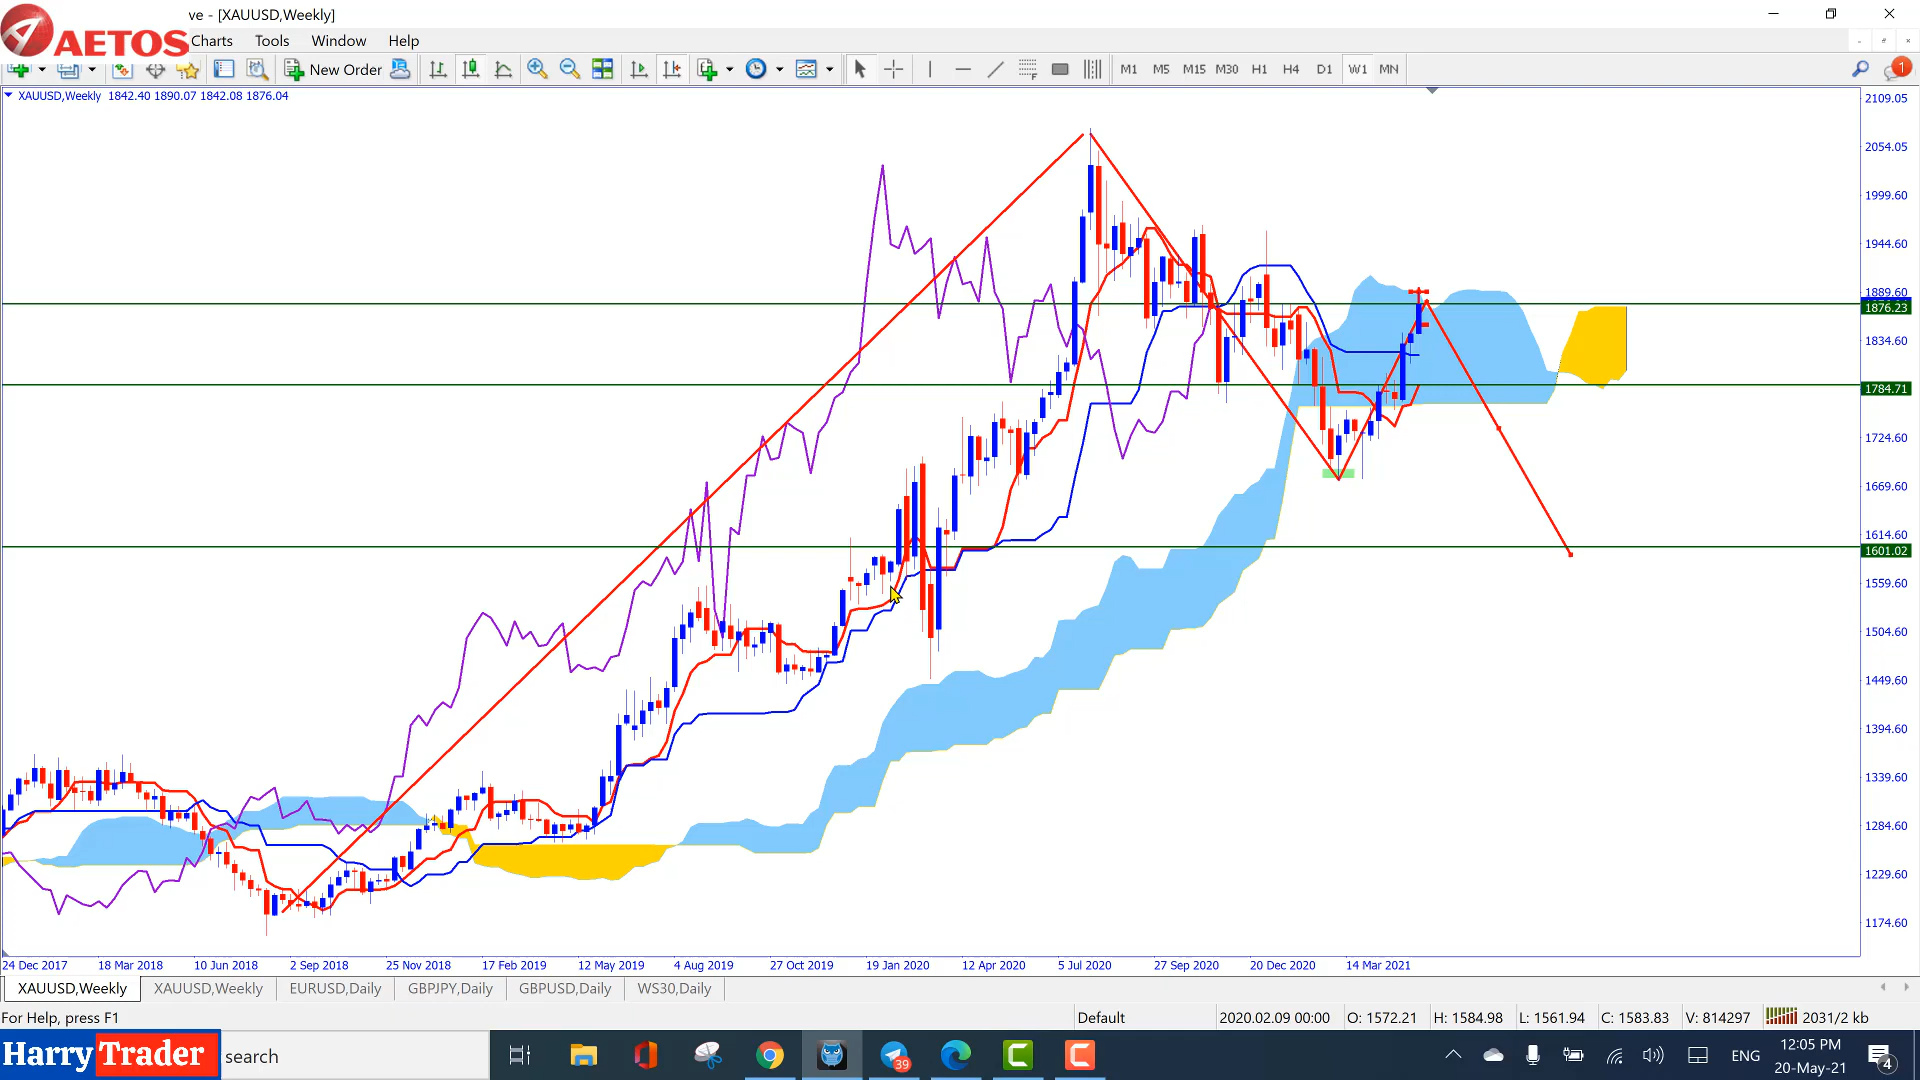 ve - [XAUUSD,Weekly]
AETOS
Charts Tools Window Help
New Order M1 M5 M15 M30 H1 H4 D1 W1 MN 1
XAUUSD,Weekly 1842.40 1890.07 1842.08 1876.04
2109.05
2054.05
1999.60
1944.60
1889.60
1876.23
1834.60
1784.71
1724.60
1669.60
1614.60
1601.02
1559.60
1504.60
1449.60
1394.60
1339.60
1284.60
1229.60
1174.60
24 Dec 2017 18 Mar 2018 10 Jun 2018 2 Sep 2018 25 Nov 2018 17 Feb 2019 12 May 2019 4 Aug 2019 27 Oct 2019 19 Jan 2020 12 Apr 2020 5 Jul 2020 27 Sep 2020 20 Dec 2020 14 Mar 2021
XAUUSD,Weekly XAUUSD,Weekly EURUSD,Daily GBPJPY,Daily GBPUSD,Daily WS30,Daily
For Help, press F1 Default 2020.02.09 00:00 O: 1572.21 H: 1584.98 L: 1561.94 C: 1583.83 V: 814297 2031/2 kb
Harry Trader search 39 ENG 12:05 PM
20-May-21 4